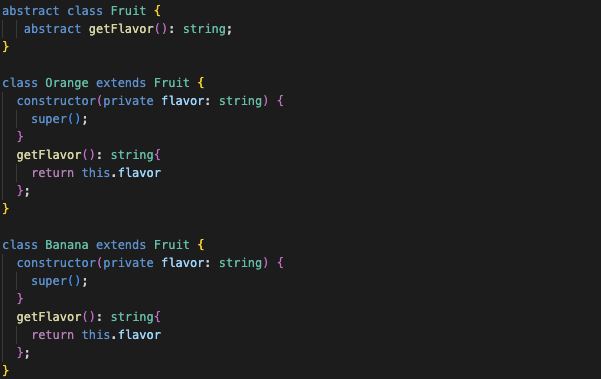 abstract class Fruit {
abstract getFlavor(): string;
}
class Orange extends Fruit {
constructor(private flavor: string) {
super();
}
getFlavor(): string{
return this.flavor
};
}
class Banana extends Fruit {
constructor(private flavor: string) {
super();
}
getFlavor(): string{
return this.flavor
};
}